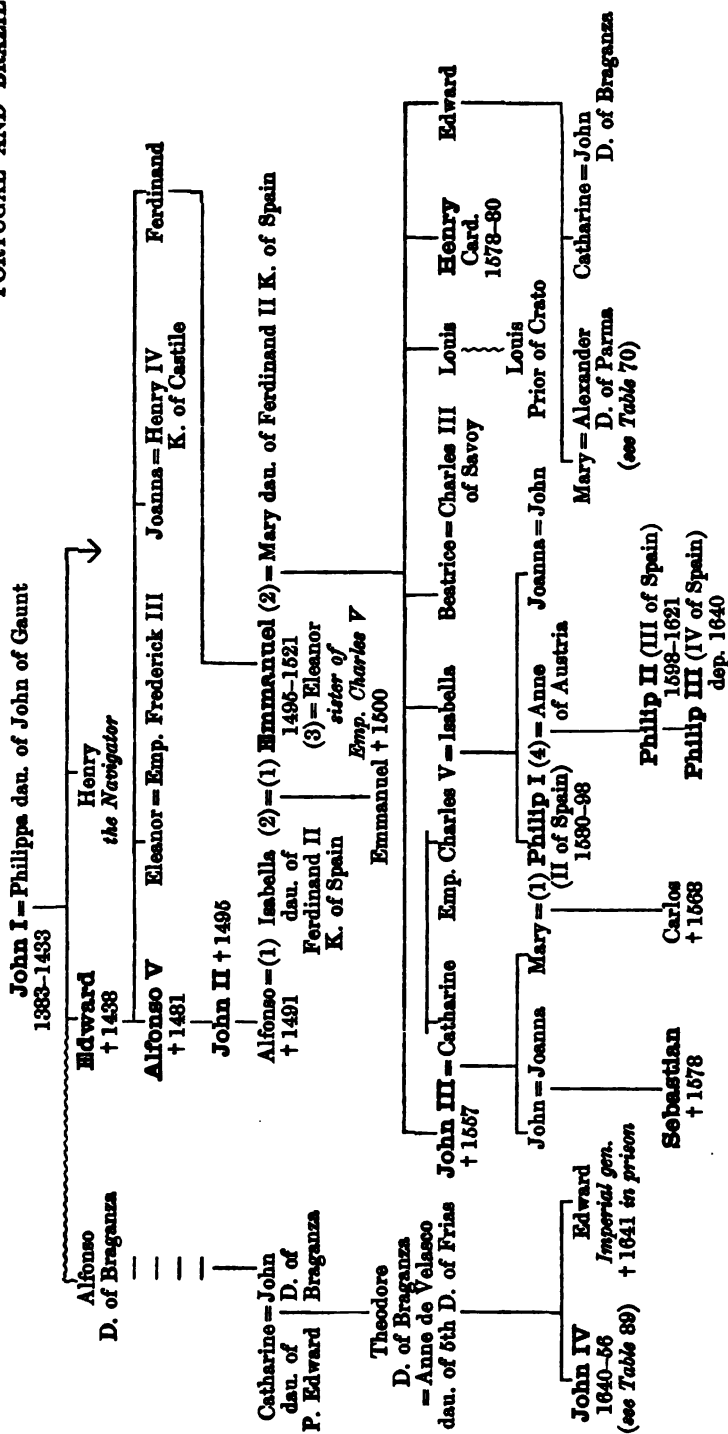 PORTUGAL AND BRAZIL
John I = Philippa dau. of John of Gaunt
1383–1433
Alfonso
D. of Braganza
Edward
† 1438
Henry
the Navigator
Alfonso V
† 1481
Eleanor = Emp. Frederick III
Joanna = Henry IV
K. of Castile
Ferdinand
John II † 1495
Catharine = John
dau. of D. of
P. Edward Braganza
Alfonso = (1) Isabella (2) = (1) Emmanuel (2) = Mary dau. of Ferdinand II K. of Spain
† 1491
dau. of
Ferdinand II
K. of Spain
1495–1521
(3) = Eleanor
sister of
Emp. Charles V
Emmanuel † 1500
Theodore
D. of Braganza
= Anne de Velasco
dau. of 5th D. of Frias
John III = Catharine
† 1557
Emp. Charles V = Isabella
Beatrice = Charles III
of Savoy
Louis
Henry
Card.
1578–80
Edward
Louis
Prior of Crato
John = Joanna
Mary = (1) Philip I (4) = Anne
(II of Spain) of Austria
1580–98
Joanna = John
Mary = Alexander
D. of Parma
(see Table 70)
Catharine = John
D. of Braganza
John IV
1640–56
(see Table 89)
Edward
Imperial gen.
† 1641 in prison
Sebastian
† 1578
Carlos
† 1568
Philip II (III of Spain)
1598–1621
Philip III (IV of Spain)
dep. 1640